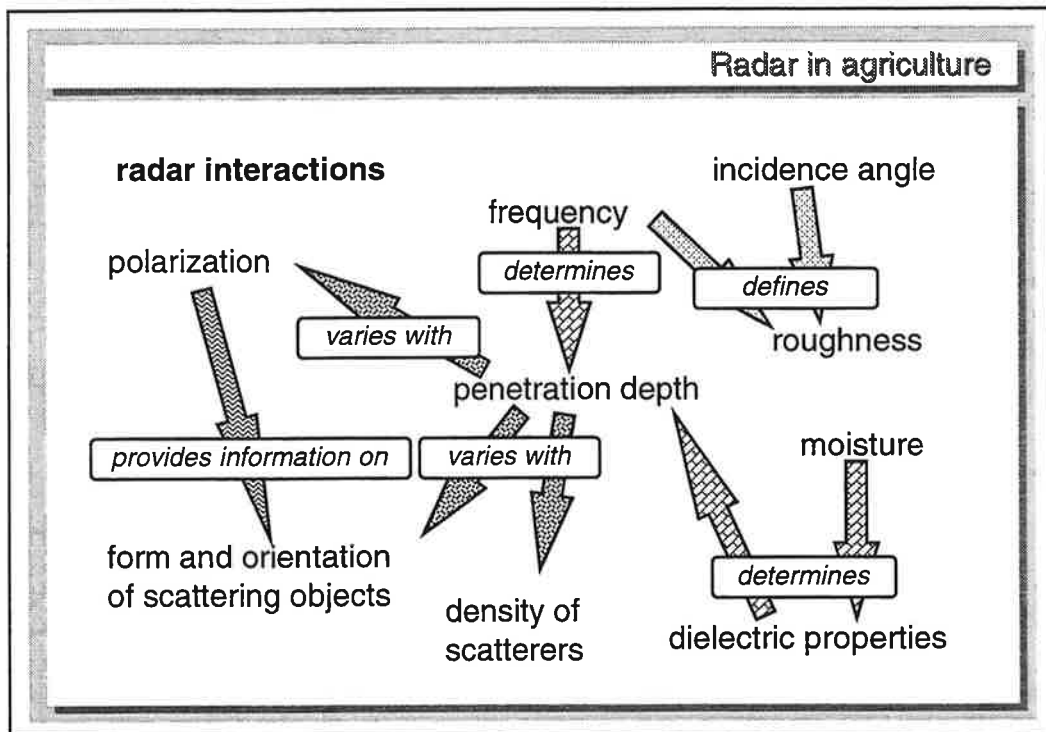 Radar in agriculture
radar interactions
incidence angle
frequency
polarization
determines
defines
varies with
roughness
penetration depth
provides information on
varies with
moisture
form and orientation
of scattering objects
determines
density of
scatterers
dielectric properties